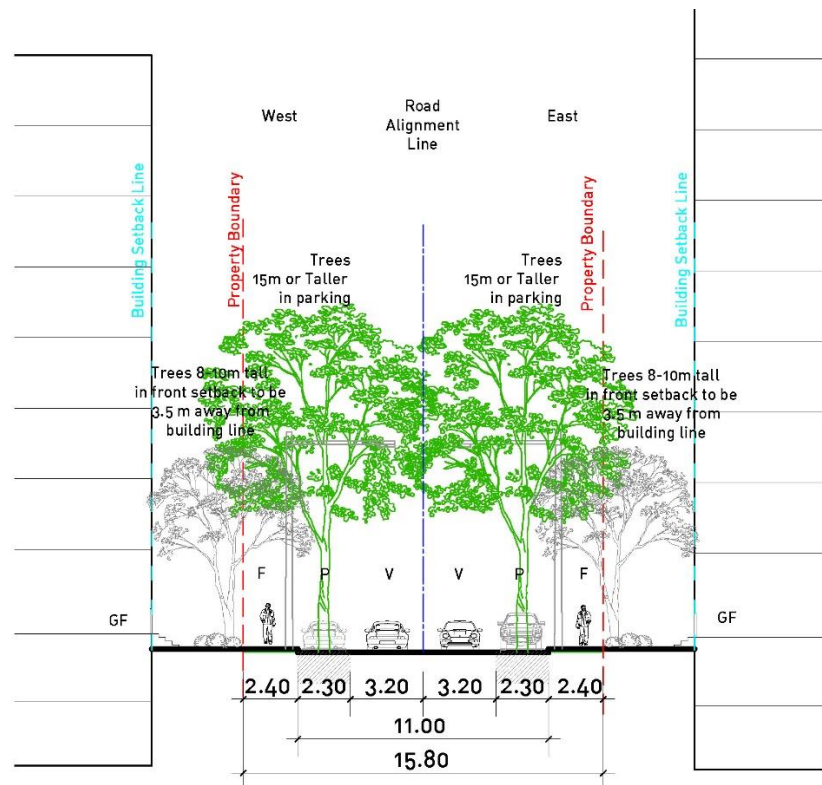 West
Road
Alignment
Line
East
Building Setback Line
Property Boundary
Property Boundary
Building Setback Line
Trees
15m or Taller
in parking
Trees
15m or Taller
in parking
Trees 8-10m tall
in front setback to be
3.5 m away from
building line
Trees 8-10m tall
in front setback to be
3.5 m away from
building line
F
P
V
V
P
F
GF
GF
2.40
2.30
3.20
3.20
2.30
2.40
11.00
15.80